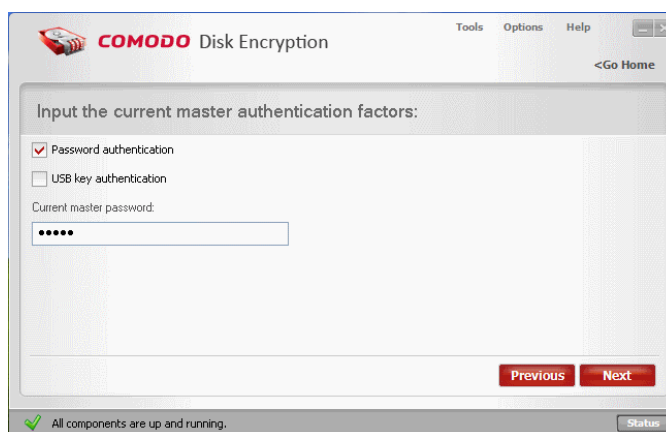 Tools Options Help
COMODO Disk Encryption
<Go Home
Input the current master authentication factors:
Password authentication
USB key authentication
Current master password:
•••••
Previous Next
All components are up and running. Status